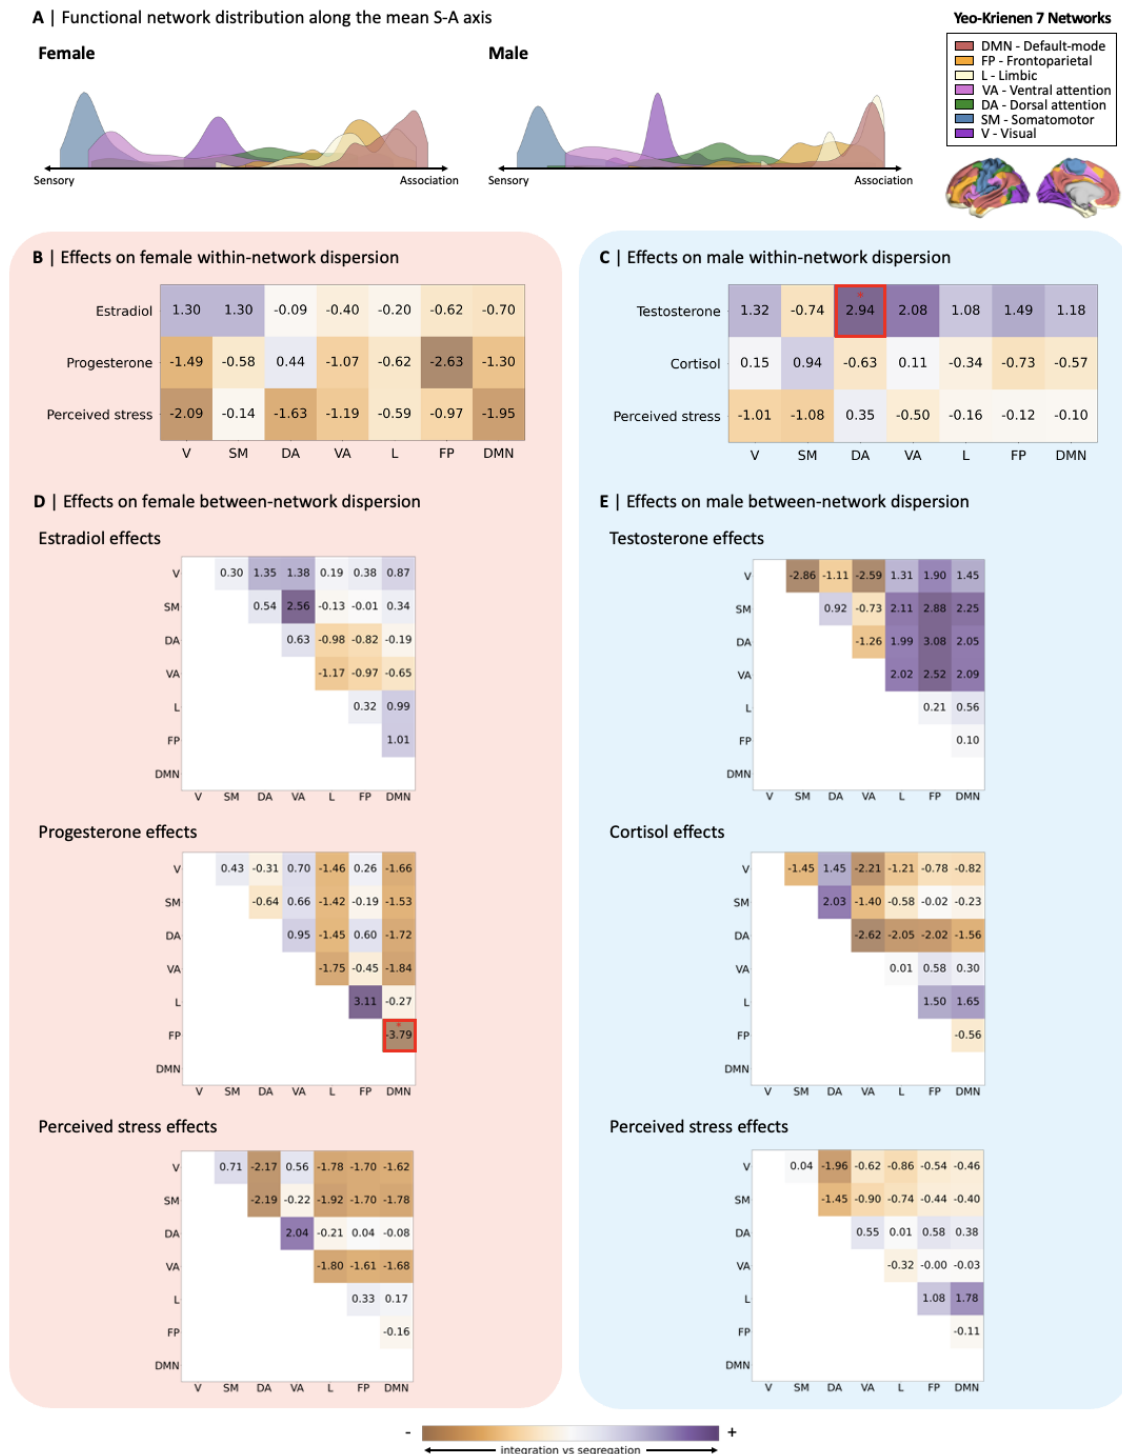 A | Functional network distribution along the mean S-A axis
Yeo-Krienen 7 Networks
Female
Male
DMN - Default-mode
FP - Frontoparietal
L - Limbic
VA - Ventral attention
DA - Dorsal attention
SM - Somatomotor
V - Visual
Sensory Association
Sensory Association
B | Effects on female within-network dispersion
Estradiol 1.30 1.30 -0.09 -0.40 -0.20 -0.62 -0.70
Progesterone -1.49 -0.58 0.44 -1.07 -0.62 -2.63 -1.30
Perceived stress -2.09 -0.14 -1.63 -1.19 -0.59 -0.97 -1.95
V SM DA VA L FP DMN
C | Effects on male within-network dispersion
*
Testosterone 1.32 -0.74 2.94 2.08 1.08 1.49 1.18
Cortisol 0.15 0.94 -0.63 0.11 -0.34 -0.73 -0.57
Perceived stress -1.01 -1.08 0.35 -0.50 -0.16 -0.12 -0.10
V SM DA VA L FP DMN
D | Effects on female between-network dispersion
Estradiol effects
V 0.30 1.35 1.38 0.19 0.38 0.87
SM 0.54 2.56 -0.13 -0.01 0.34
DA 0.63 -0.98 -0.82 -0.19
VA -1.17 -0.97 -0.65
L 0.32 0.99
FP 1.01
DMN
V SM DA VA L FP DMN
Progesterone effects
V 0.43 -0.31 0.70 -1.46 0.26 -1.66
SM -0.64 0.66 -1.42 -0.19 -1.53
DA 0.95 -1.45 0.60 -1.72
VA -1.75 -0.45 -1.84
L 3.11 -0.27
*
FP -3.79
DMN
V SM DA VA L FP DMN
Perceived stress effects
V 0.71 -2.17 0.56 -1.78 -1.70 -1.62
SM -2.19 -0.22 -1.92 -1.70 -1.78
DA 2.04 -0.21 0.04 -0.08
VA -1.80 -1.61 -1.68
L 0.33 0.17
FP -0.16
DMN
V SM DA VA L FP DMN
E | Effects on male between-network dispersion
Testosterone effects
V -2.86 -1.11 -2.59 1.31 1.90 1.45
SM 0.92 -0.73 2.11 2.88 2.25
DA -1.26 1.99 3.08 2.05
VA 2.02 2.52 2.09
L 0.21 0.56
FP 0.10
DMN
V SM DA VA L FP DMN
Cortisol effects
V -1.45 1.45 -2.21 -1.21 -0.78 -0.82
SM 2.03 -1.40 -0.58 -0.02 -0.23
DA -2.62 -2.05 -2.02 -1.56
VA 0.01 0.58 0.30
L 1.50 1.65
FP -0.56
DMN
V SM DA VA L FP DMN
Perceived stress effects
V 0.04 -1.96 -0.62 -0.86 -0.54 -0.46
SM -1.45 -0.90 -0.74 -0.44 -0.40
DA 0.55 0.01 0.58 0.38
VA -0.32 -0.00 -0.03
L 1.08 1.78
FP -0.11
DMN
V SM DA VA L FP DMN
- +
integration vs segregation